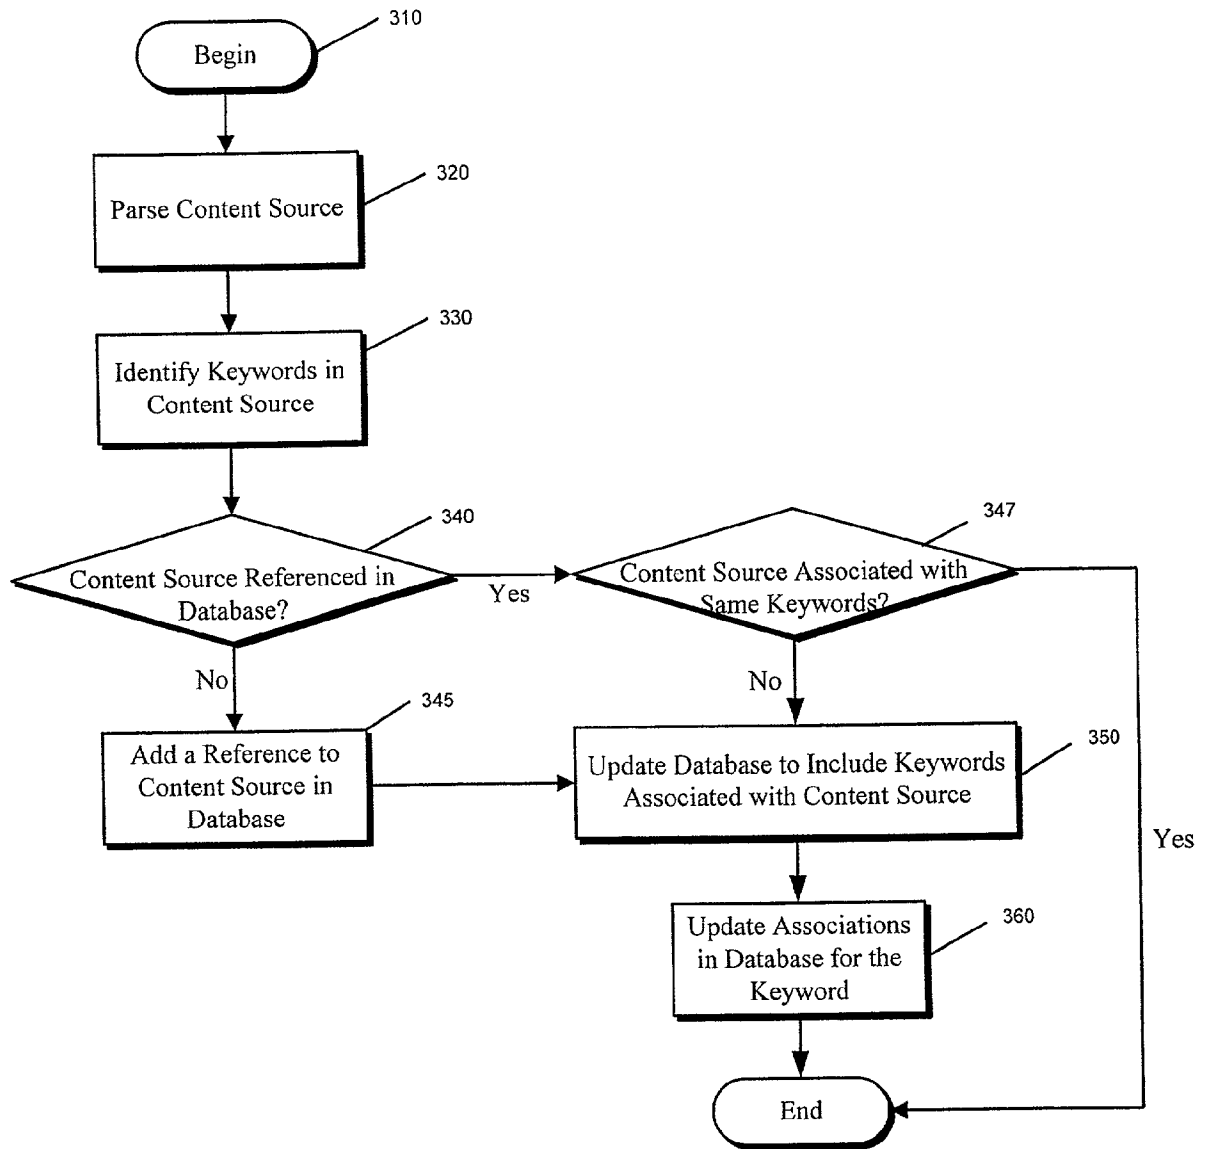 310
Begin
320
Parse Content Source
330
Identify Keywords in
Content Source
340
Content Source Referenced in
Database?
Yes
347
Content Source Associated with
Same Keywords?
No
345
Add a Reference to
Content Source in
Database
No
350
Update Database to Include Keywords
Associated with Content Source
Yes
360
Update Associations
in Database for the
Keyword
End